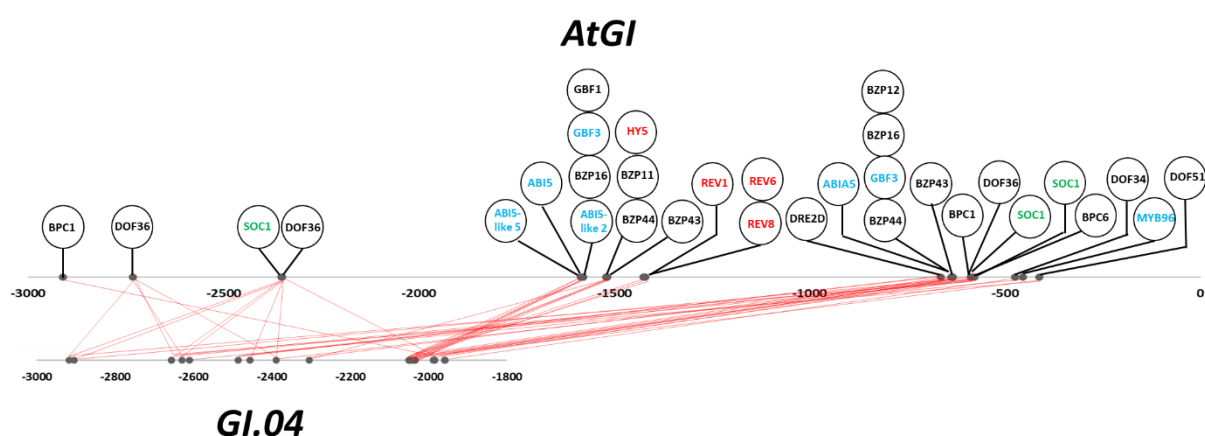 AtGI
GBF1
BZP12
GBF3
HY5
BZP16
ABI5
BZP16
BZP11
REV1
REV6
ABIA5
GBF3
BZP43
DOF36
SOC1
DOF34
DOF51
BPC1
DOF36
SOC1
DOF36
ABI5-
like 5
ABI5-
like 2
BZP44
BZP43
REV8
DRE2D
BZP44
BPC1
SOC1
BPC6
MYB96
-3000
-2500
-2000
-1500
-1000
-500
0
-3000
-2800
-2600
-2400
-2200
-2000
-1800
GI.04